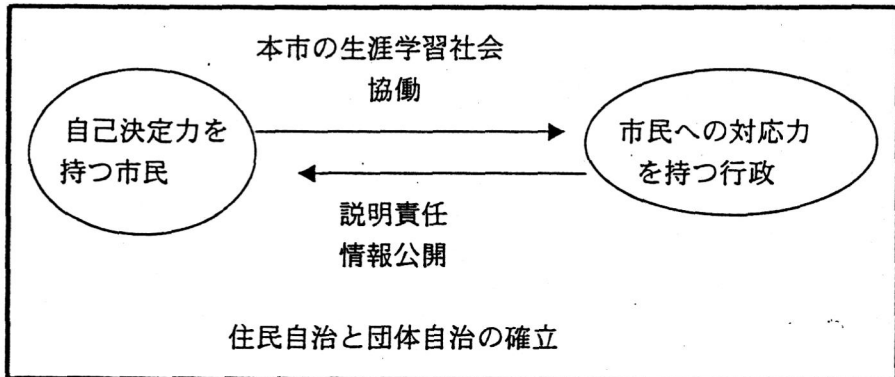 本市の生涯学習社会
協働
自己決定力を
持つ市民
市民への対応力
を持つ行政
説明責任
情報公開
住民自治と団体自治の確立